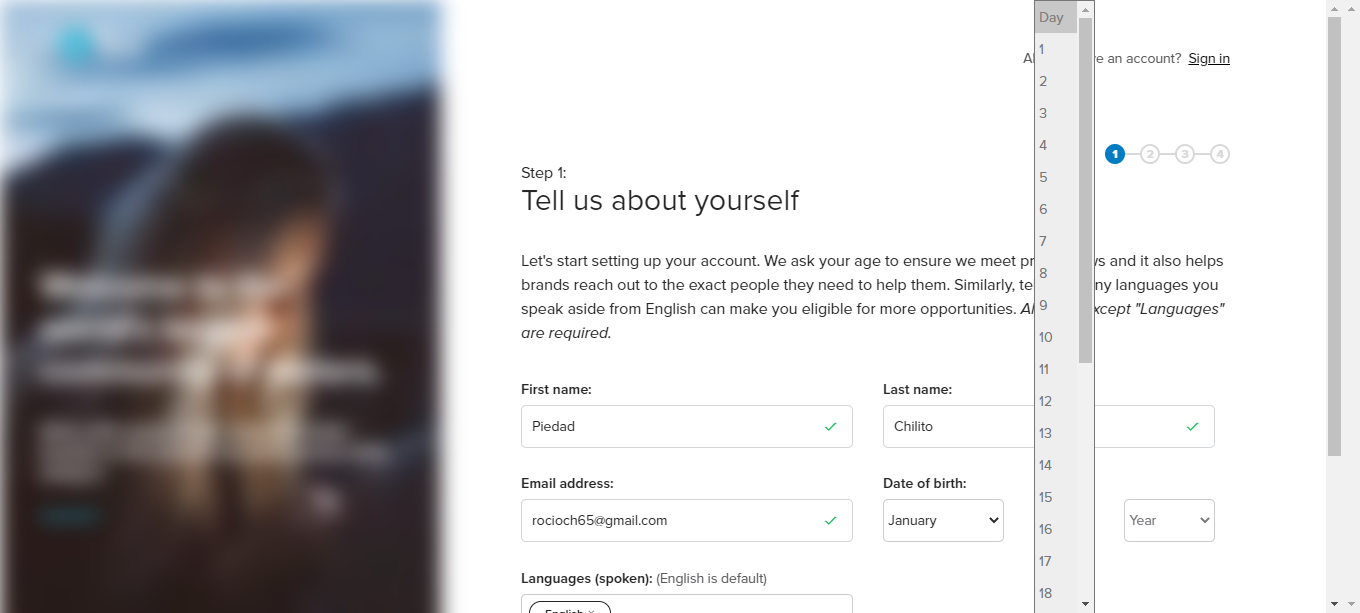 Day
1
2
3
4
5
6
7
8
9
10
11
12
13
14
15
16
17
18
Al
e an account? Sign in
1 2 3 4
Step 1:
Tell us about yourself
Let's start setting up your account. We ask your age to ensure we meet pr
s and it also helps
brands reach out to the exact people they need to help them. Similarly, te
ny languages you
speak aside from English can make you eligible for more opportunities. Al
xcept "Languages"
are required.
First name:
Last name:
Piedad
Chilito
Email address:
Date of birth:
rocioch65@gmail.com
January
Year
Languages (spoken): (English is default)
English ×